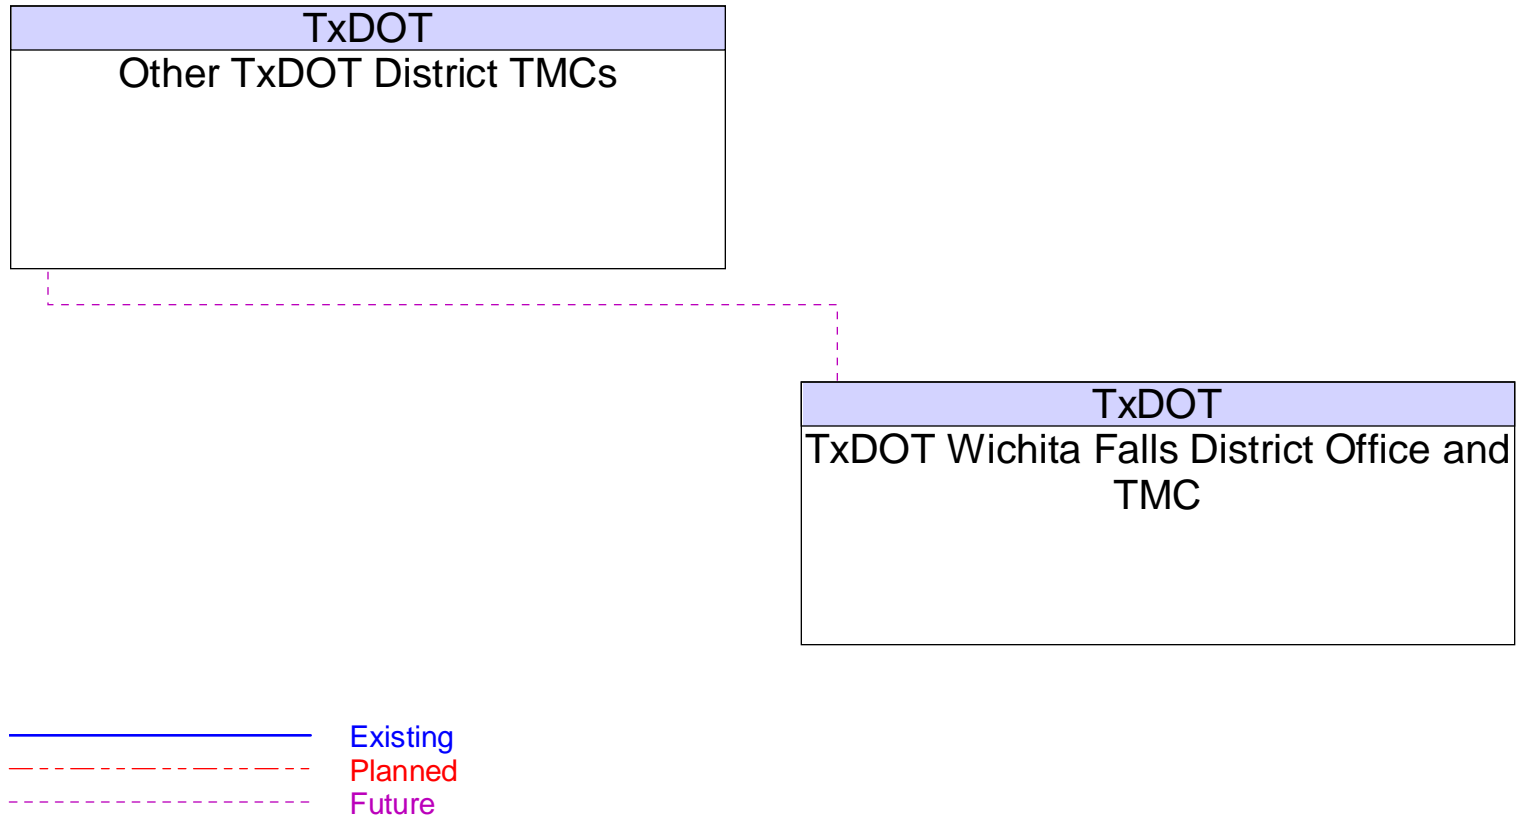 TxDOT
Other TxDOT District TMCs
TxDOT
TxDOT Wichita Falls District Office and
TMC
Existing
Planned
Future